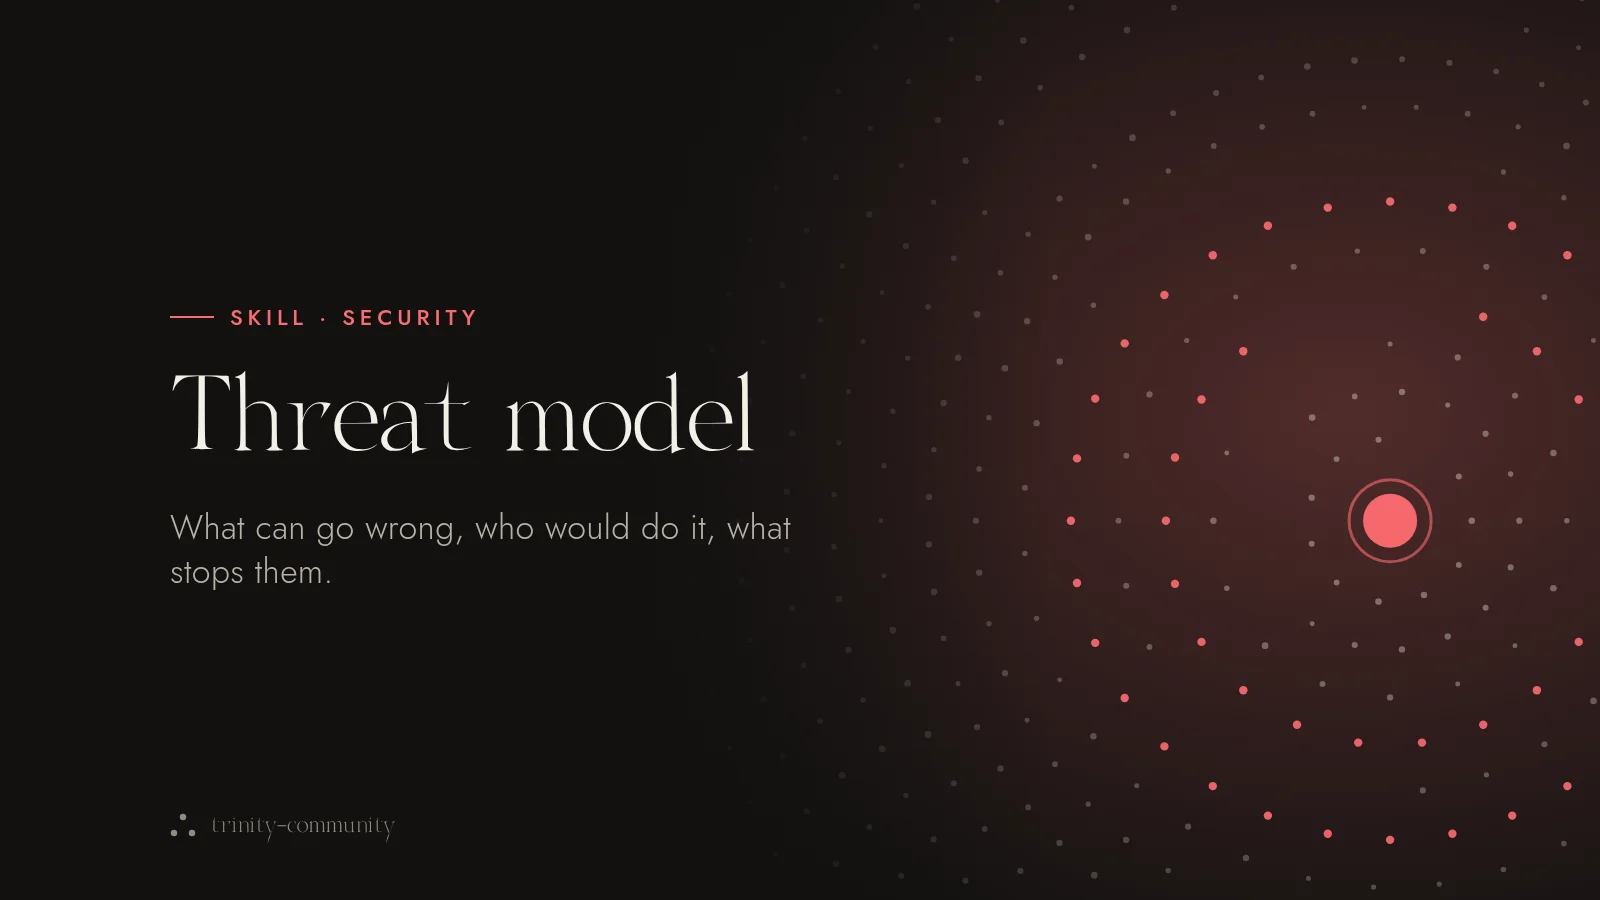 SKILL · SECURITY
Threat model
What can go wrong, who would do it, what
stops them.
trinity-community